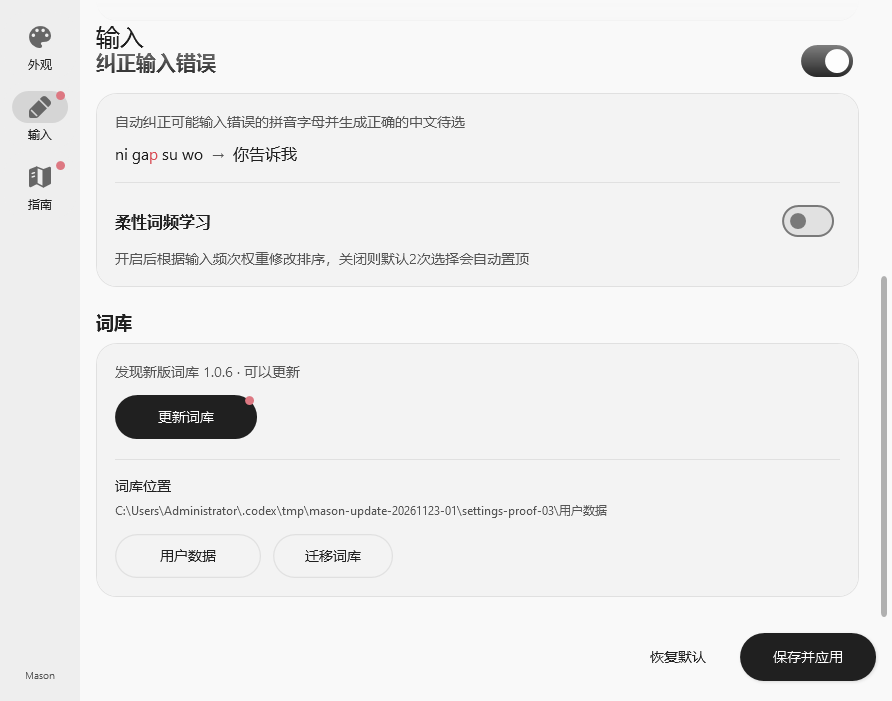 外观
输入
指南
Mason
输入
纠正输入错误
自动纠正可能输入错误的拼音字母并生成正确的中文待选
ni gap su wo → 你告诉我
柔性词频学习
开启后根据输入频次权重修改排序，关闭则默认2次选择会自动置顶
词库
发现新版词库 1.0.6 · 可以更新
更新词库
词库位置
C:\Users\Administrator\.codex\tmp\mason-update-20261123-01\settings-proof-03\用户数据
用户数据
迁移词库
恢复默认
保存并应用